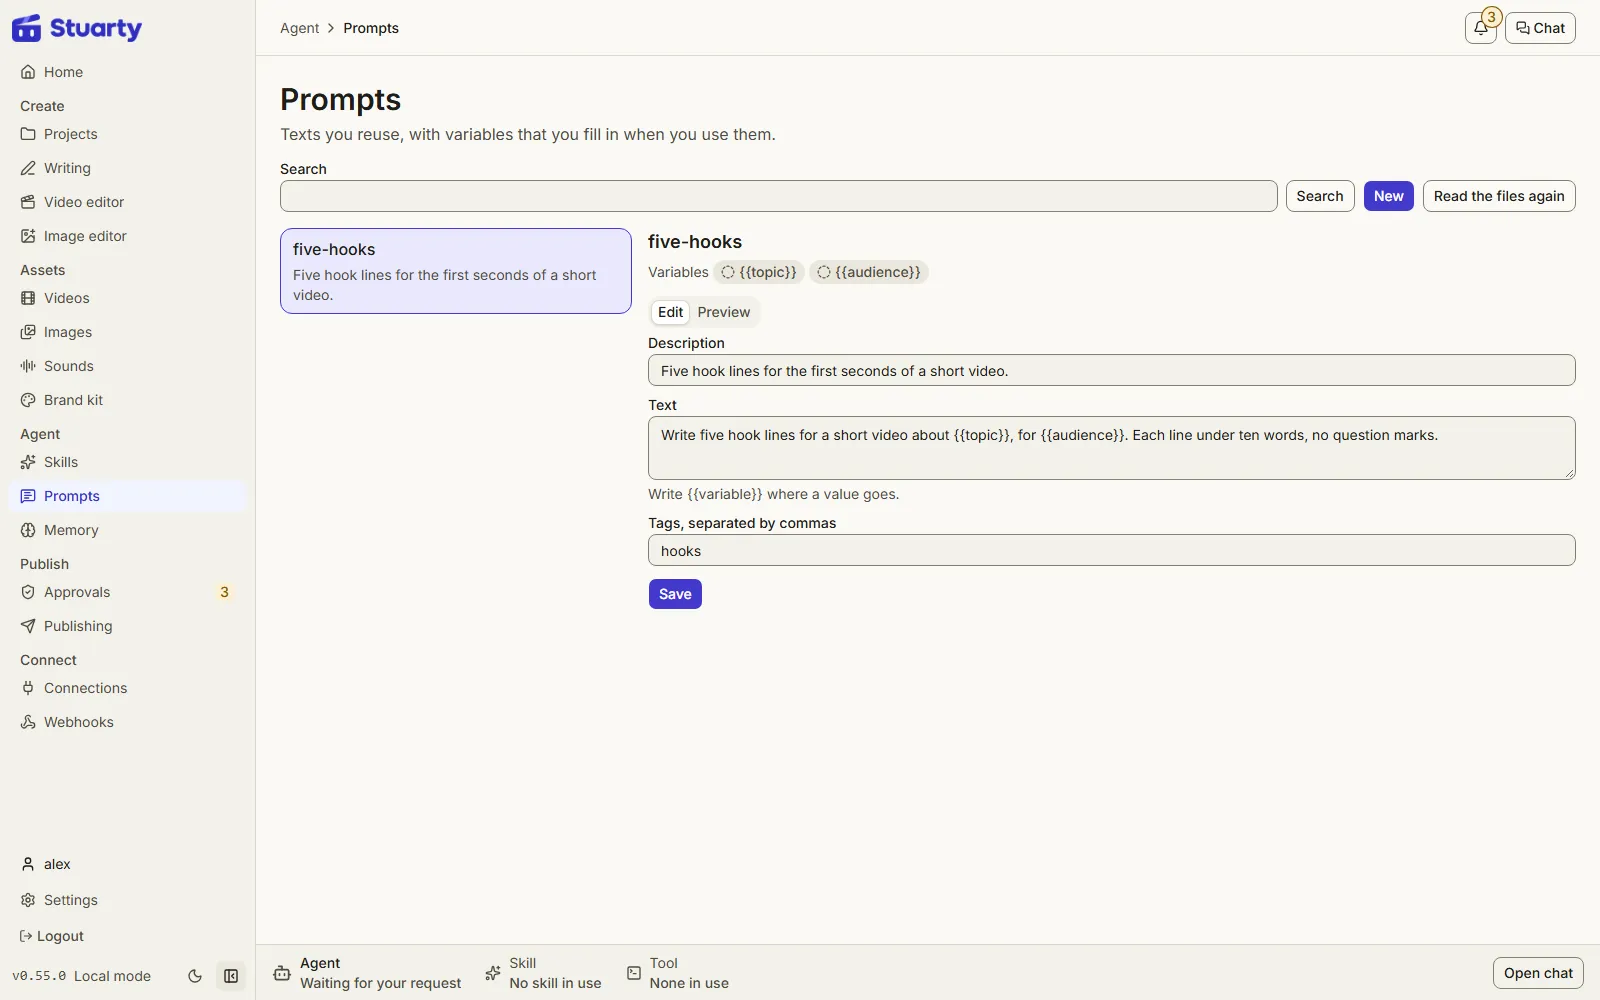 Stuarty
Home
Create
Projects
Writing
Video editor
Image editor
Assets
Videos
Images
Sounds
Brand kit
Agent
Skills
Prompts
Memory
Publish
Approvals 3
Publishing
Connect
Connections
Webhooks
alex
Settings
Logout
v0.55.0 Local mode
Agent > Prompts
3
Chat
Prompts
Texts you reuse, with variables that you fill in when you use them.
Search
Search New Read the files again
five-hooks
Five hook lines for the first seconds of a short
video.
five-hooks
Variables {{topic}} {{audience}}
Edit Preview
Description
Five hook lines for the first seconds of a short video.
Text
Write five hook lines for a short video about {{topic}}, for {{audience}}. Each line under ten words, no question marks.
Write {{variable}} where a value goes.
Tags, separated by commas
hooks
Save
Agent
Waiting for your request
Skill
No skill in use
Tool
None in use
Open chat